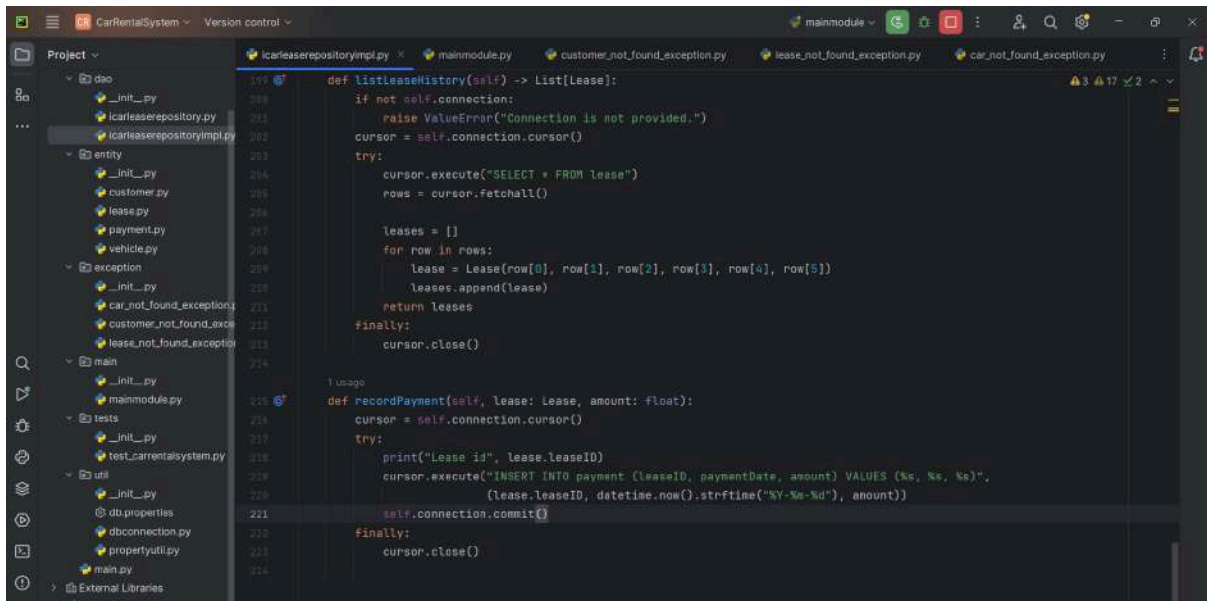 CR CarRentalSystem Version control mainmodule
Project
icarleaserepositoryimpl.py mainmodule.py customer_not_found_exception.py lease_not_found_exception.py car_not_found_exception.py
dao
__init__.py
icarleaserepository.py
icarleaserepositoryimpl.py
entity
__init__.py
customer.py
lease.py
payment.py
vehicle.py
exception
__init__.py
car_not_found_exception.p
customer_not_found_exce
lease_not_found_exception
main
__init__.py
mainmodule.py
tests
__init__.py
test_carrentalsystem.py
util
__init__.py
db.properties
dbconnection.py
propertyutil.py
main.py
External Libraries
3 17 2
199 def listLeaseHistory(self) -> List[Lease]:
200 if not self.connection:
201 raise ValueError("Connection is not provided.")
202 cursor = self.connection.cursor()
203 try:
204 cursor.execute("SELECT * FROM lease")
205 rows = cursor.fetchall()
206
207 leases = []
208 for row in rows:
209 lease = Lease(row[0], row[1], row[2], row[3], row[4], row[5])
210 leases.append(lease)
211 return leases
212 finally:
213 cursor.close()
214
1 usage
215 def recordPayment(self, lease: Lease, amount: float):
216 cursor = self.connection.cursor()
217 try:
218 print("Lease id", lease.leaseID)
219 cursor.execute("INSERT INTO payment (leaseID, paymentDate, amount) VALUES (%s, %s, %s)",
220 (lease.leaseID, datetime.now().strftime("%Y-%m-%d"), amount))
221 self.connection.commit()
222 finally:
223 cursor.close()
224